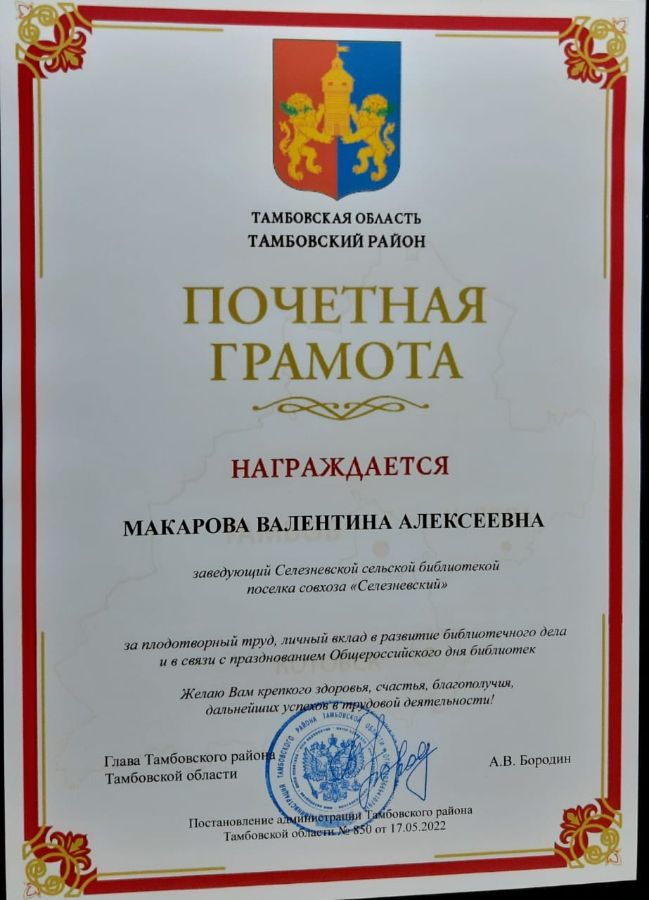 ТАМБОВСКАЯ ОБЛАСТЬ
ТАМБОВСКИЙ РАЙОН
ПОЧЕТНАЯ
ГРАМОТА
НАГРАЖДАЕТСЯ
МАКАРОВА ВАЛЕНТИНА АЛЕКСЕЕВНА
заведующий Селезневской сельской библиотекой
поселка совхоза «Селезневский»
за плодотворный труд, личный вклад в развитие библиотечного дела
и в связи с празднованием Общероссийского дня библиотек
Желаю Вам крепкого здоровья, счастья, благополучия,
дальнейших успехов в трудовой деятельности!
Глава Тамбовского района
Тамбовской области
А.В. Бородин
Постановление администрации Тамбовского района
Тамбовской области № 850 от 17.05.2022